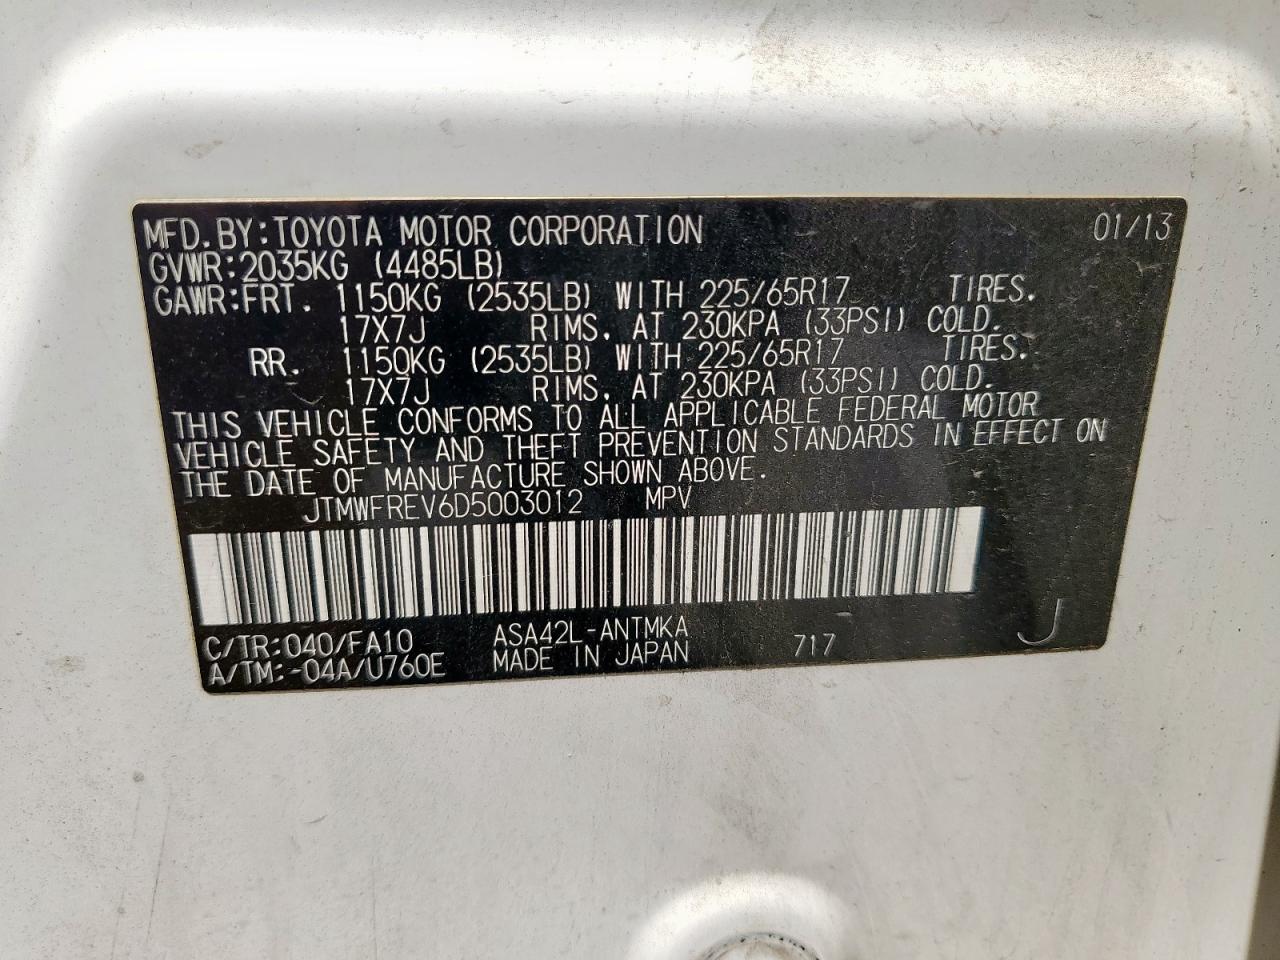 MFD. BY: TOYOTA MOTOR CORPORATION 01/13
GVWR: 2035KG (4485LB)
GAWR: FRT. 1150KG (2535LB) WITH 225/65R17 TIRES.
17X7J RIMS, AT 230KPA (33PSI) COLD.
RR. 1150KG (2535LB) WITH 225/65R17 TIRES.
17X7J RIMS, AT 230KPA (33PSI) COLD.
THIS VEHICLE CONFORMS TO ALL APPLICABLE FEDERAL MOTOR
VEHICLE SAFETY AND THEFT PREVENTION STANDARDS IN EFFECT ON
THE DATE OF MANUFACTURE SHOWN ABOVE.
JTMWFREV6D5003012 MPV
C/TR: 040/FA10 ASA42L-ANTMKA 717 J
A/TM: -04A/U760E MADE IN JAPAN